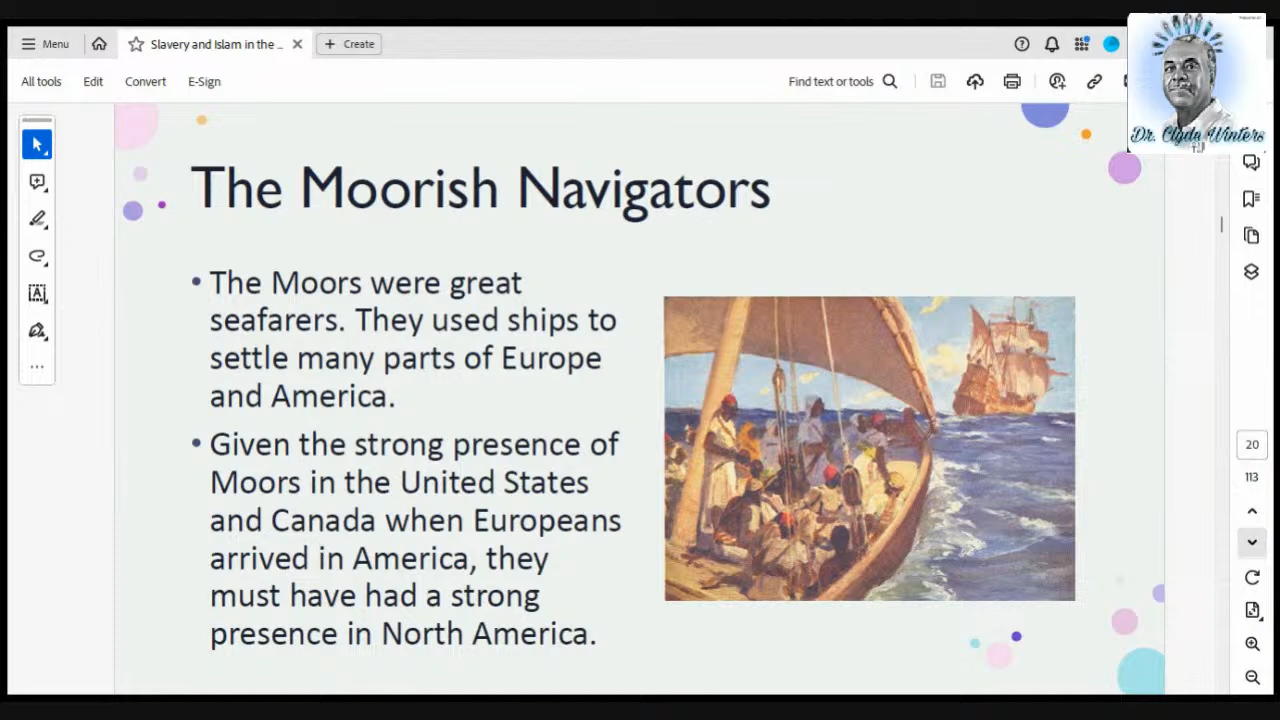 Menu
Slavery and Islam in the ...
Create
All tools
Edit
Convert
E-Sign
Find text or tools
Dr. Clyde Winters
The Moorish Navigators
• The Moors were great
seafarers. They used ships to
settle many parts of Europe
and America.
• Given the strong presence of
Moors in the United States
and Canada when Europeans
arrived in America, they
must have had a strong
presence in North America.
20
113